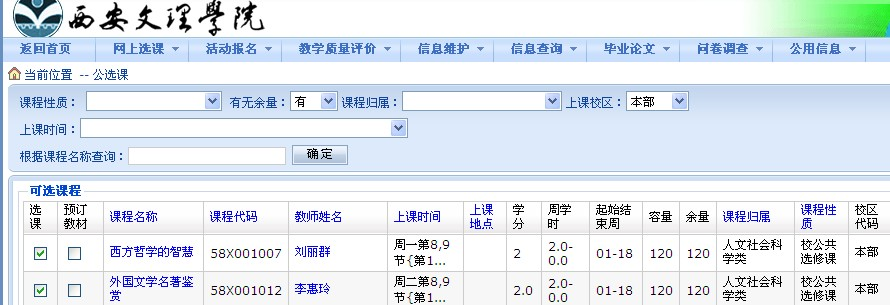 西安文理學院
返回首页 网上选课 活动报名 教学质量评价 信息维护 信息查询 毕业论文 问卷调查 公用信息
当前位置 -- 公选课
课程性质： 有无余量： 有 课程归属： 上课校区： 本部
上课时间：
根据课程名称查询： 确定
可选课程
选课 预订教材 课程名称 课程代码 教师姓名 上课时间 上课地点 学分 周学时 起始结束周 容量 余量 课程归属 课程性质 校区代码
西方哲学的智慧 58X001007 刘丽群 周一第8,9节{第1... 2 2.0-0.0 01-18 120 120 人文社会科学类 校公共选修课 本部
外国文学名著鉴赏 58X001012 李惠玲 周二第8,9节{第1... 2.0 2.0-0.0 01-18 120 120 人文社会科学类 校公共选修课 本部